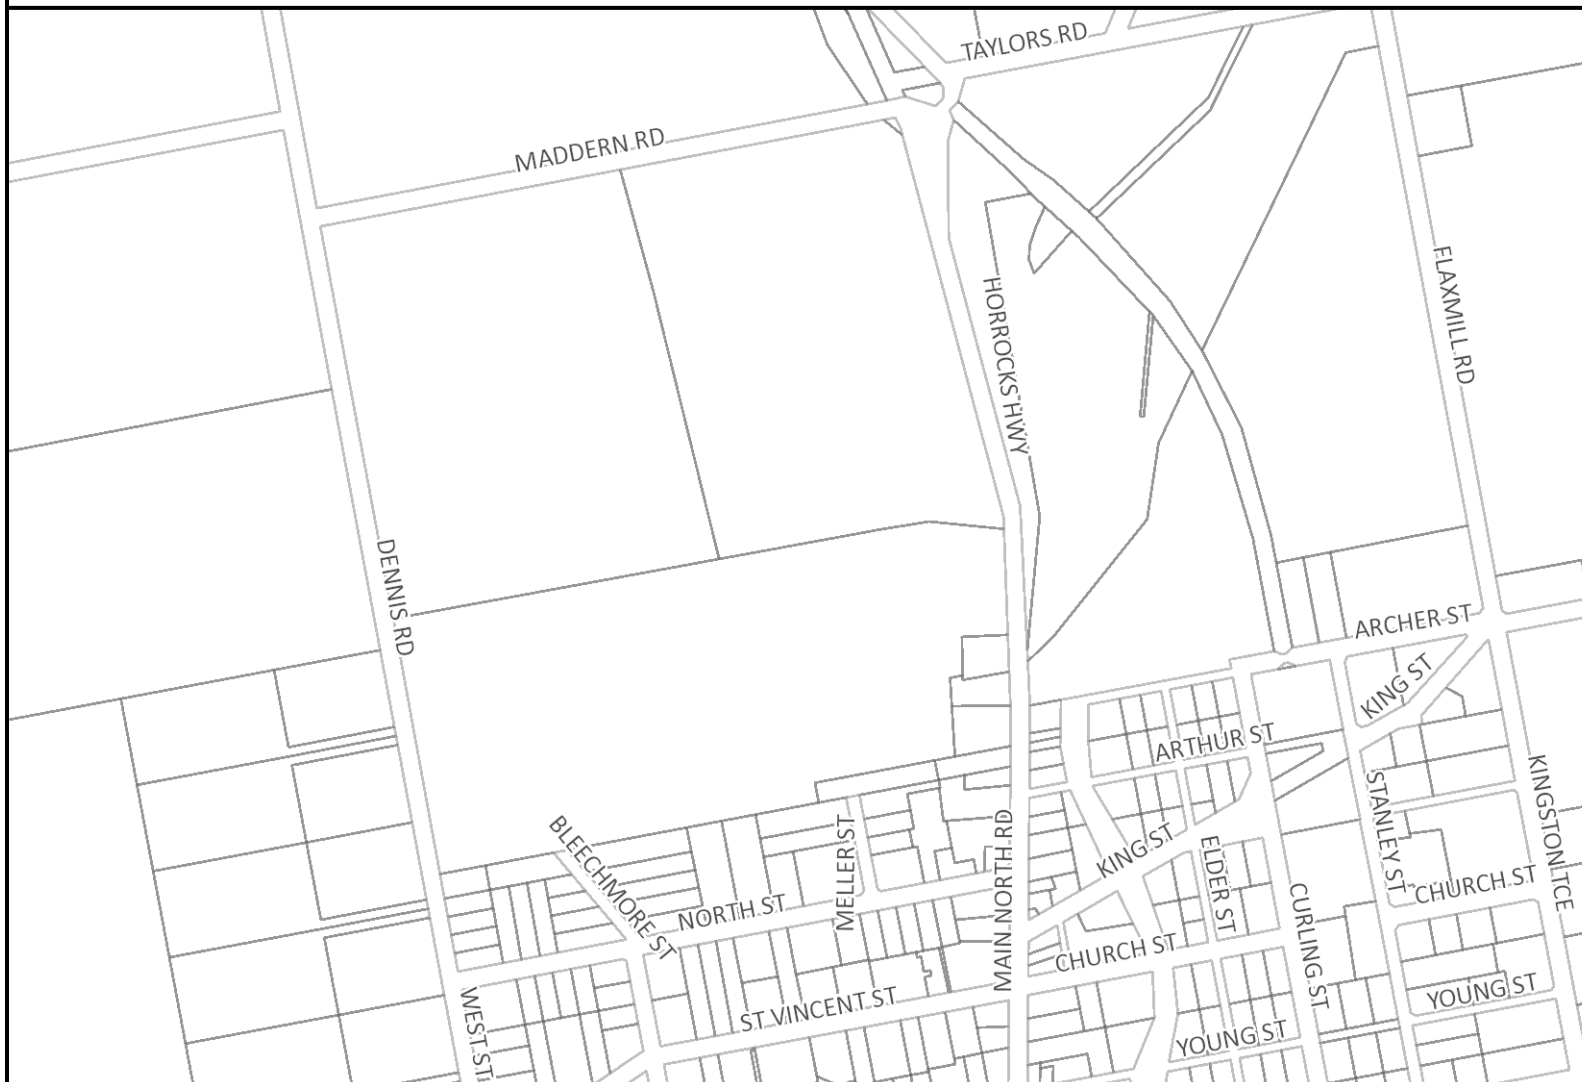 TAYLORS RD
MADDERN RD
HORROCKS HWY
FLAXMILL RD
DENNIS RD
ARCHER ST
KING ST
ARTHUR ST
KINGSTON TCE
STANLEY ST
BLEECHMORE ST
MELLER ST
MAIN NORTH RD
KING ST
ELDER ST
CHURCH ST
NORTH ST
CURLING ST
CHURCH ST
WEST ST
ST VINCENT ST
YOUNG ST
YOUNG ST